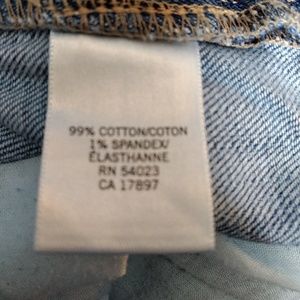 99% COTTON/COTON
1% SPANDEX/
ÉLASTHANNE
RN 54023
CA 17897